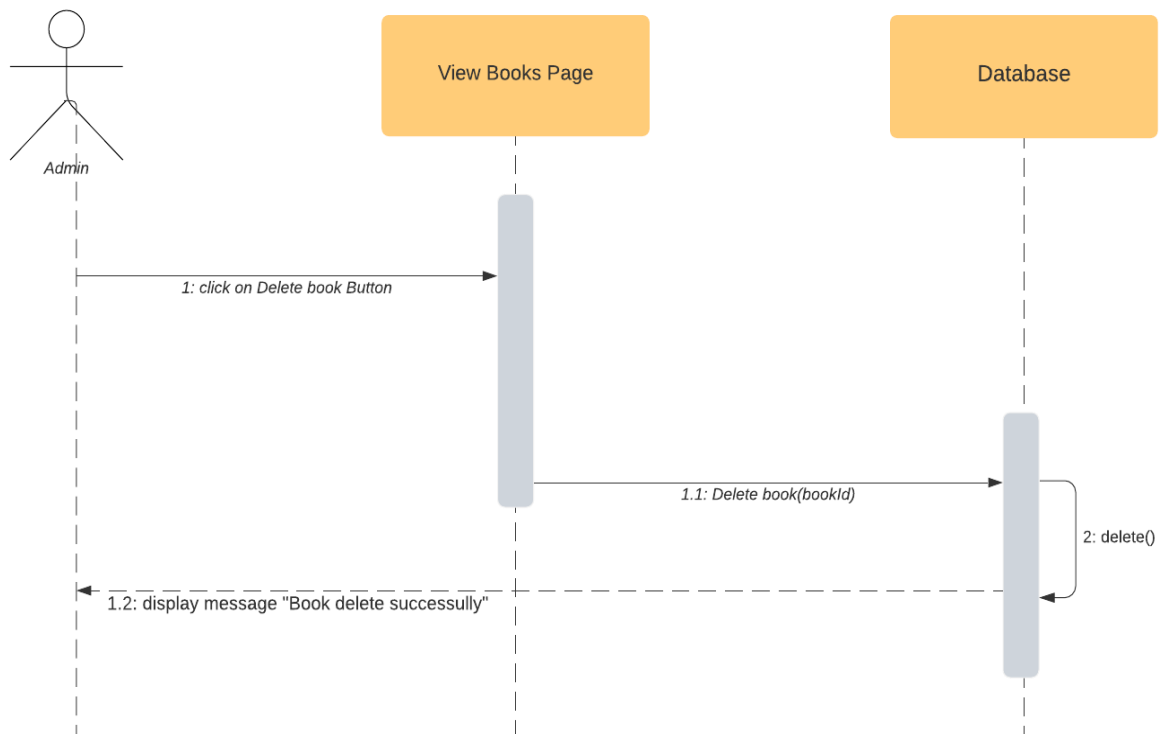 View Books Page
Database
Admin
1: click on Delete book Button
1.1: Delete book(bookId)
2: delete()
1.2: display message "Book delete successully"